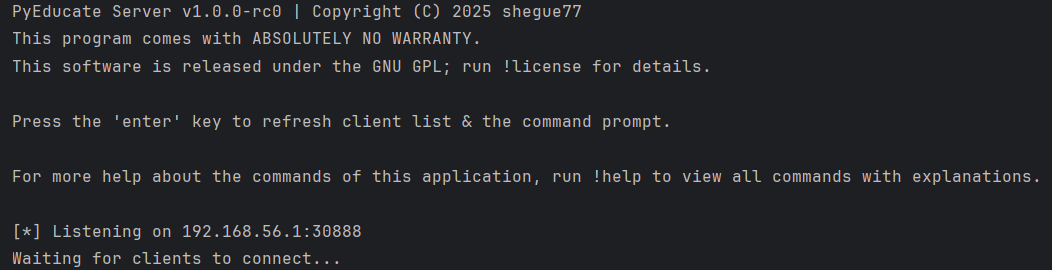 PyEducate Server v1.0.0-rc0 | Copyright (C) 2025 shegue77
This program comes with ABSOLUTELY NO WARRANTY.
This software is released under the GNU GPL; run !license for details.
Press the 'enter' key to refresh client list & the command prompt.
For more help about the commands of this application, run !help to view all commands with explanations.
[*] Listening on 192.168.56.1:30888
Waiting for clients to connect...